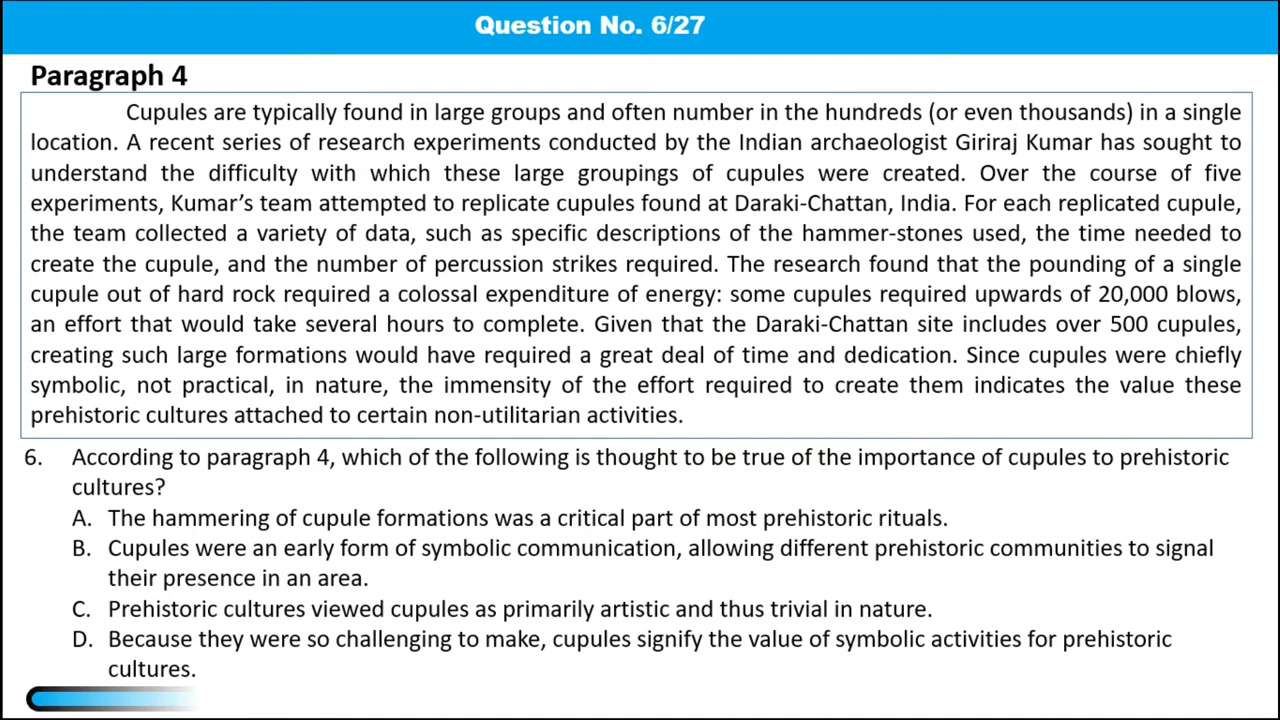 Question No. 6/27
Paragraph 4
Cupules are typically found in large groups and often number in the hundreds (or even thousands) in a single
location. A recent series of research experiments conducted by the Indian archaeologist Giriraj Kumar has sought to
understand the difficulty with which these large groupings of cupules were created. Over the course of five
experiments, Kumar’s team attempted to replicate cupules found at Daraki-Chattan, India. For each replicated cupule,
the team collected a variety of data, such as specific descriptions of the hammer-stones used, the time needed to
create the cupule, and the number of percussion strikes required. The research found that the pounding of a single
cupule out of hard rock required a colossal expenditure of energy: some cupules required upwards of 20,000 blows,
an effort that would take several hours to complete. Given that the Daraki-Chattan site includes over 500 cupules,
creating such large formations would have required a great deal of time and dedication. Since cupules were chiefly
symbolic, not practical, in nature, the immensity of the effort required to create them indicates the value these
prehistoric cultures attached to certain non-utilitarian activities.
6. According to paragraph 4, which of the following is thought to be true of the importance of cupules to prehistoric
cultures?
A. The hammering of cupule formations was a critical part of most prehistoric rituals.
B. Cupules were an early form of symbolic communication, allowing different prehistoric communities to signal
their presence in an area.
C. Prehistoric cultures viewed cupules as primarily artistic and thus trivial in nature.
D. Because they were so challenging to make, cupules signify the value of symbolic activities for prehistoric
cultures.